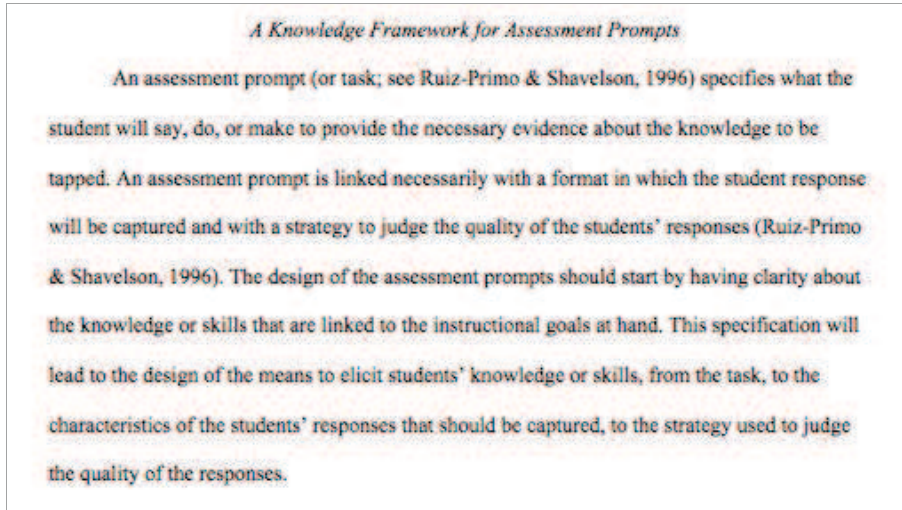 A Knowledge Framework for Assessment Prompts
An assessment prompt (or task; see Ruiz-Primo & Shavelson, 1996) specifies what the
student will say, do, or make to provide the necessary evidence about the knowledge to be
tapped. An assessment prompt is linked necessarily with a format in which the student response
will be captured and with a strategy to judge the quality of the students’ responses (Ruiz-Primo
& Shavelson, 1996). The design of the assessment prompts should start by having clarity about
the knowledge or skills that are linked to the instructional goals at hand. This specification will
lead to the design of the means to elicit students’ knowledge or skills, from the task, to the
characteristics of the students’ responses that should be captured, to the strategy used to judge
the quality of the responses.